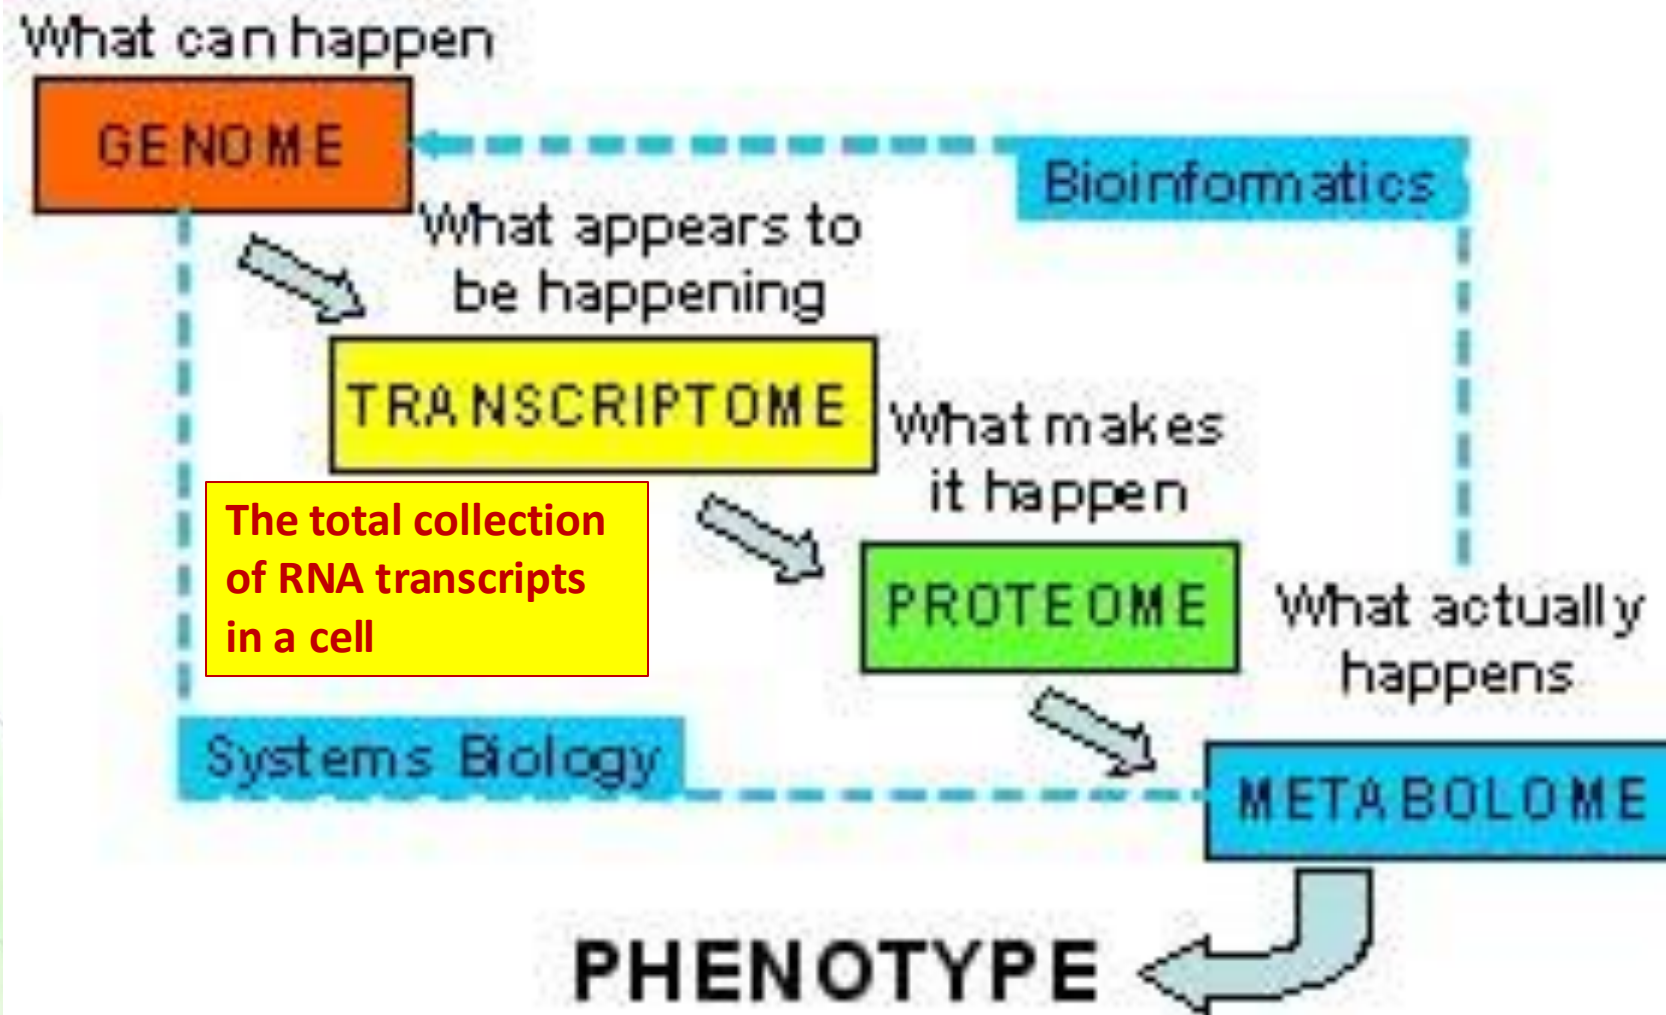 What can happen
GENOME
Bioinformatics
What appears to
be happening
TRANSCRIPTOME
What makes
it happen
The total collection
of RNA transcripts
in a cell
PROTEOME
What actually
happens
Systems Biology
METABOLOME
PHENOTYPE